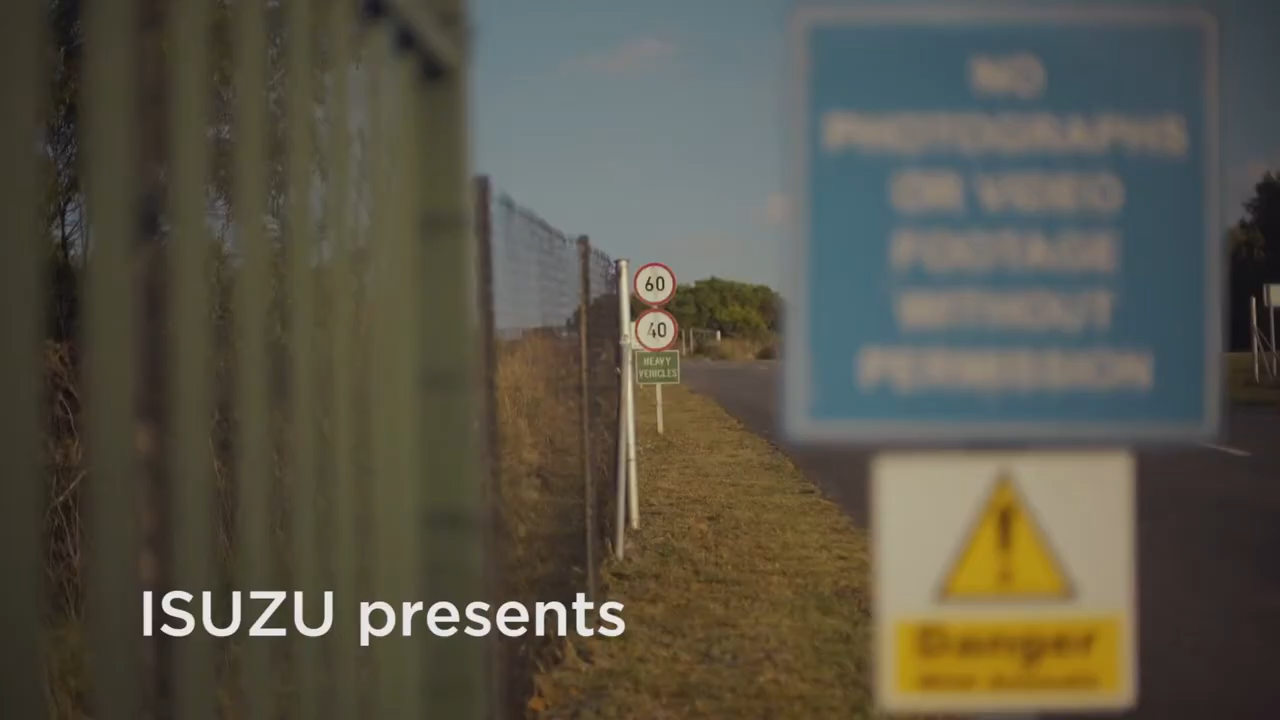 NO
PHOTOGRAPHS
OR VIDEO
FOOTAGE
WITHOUT
PERMISSION
60
40
HEAVY
VEHICLES
Danger
ISUZU presents